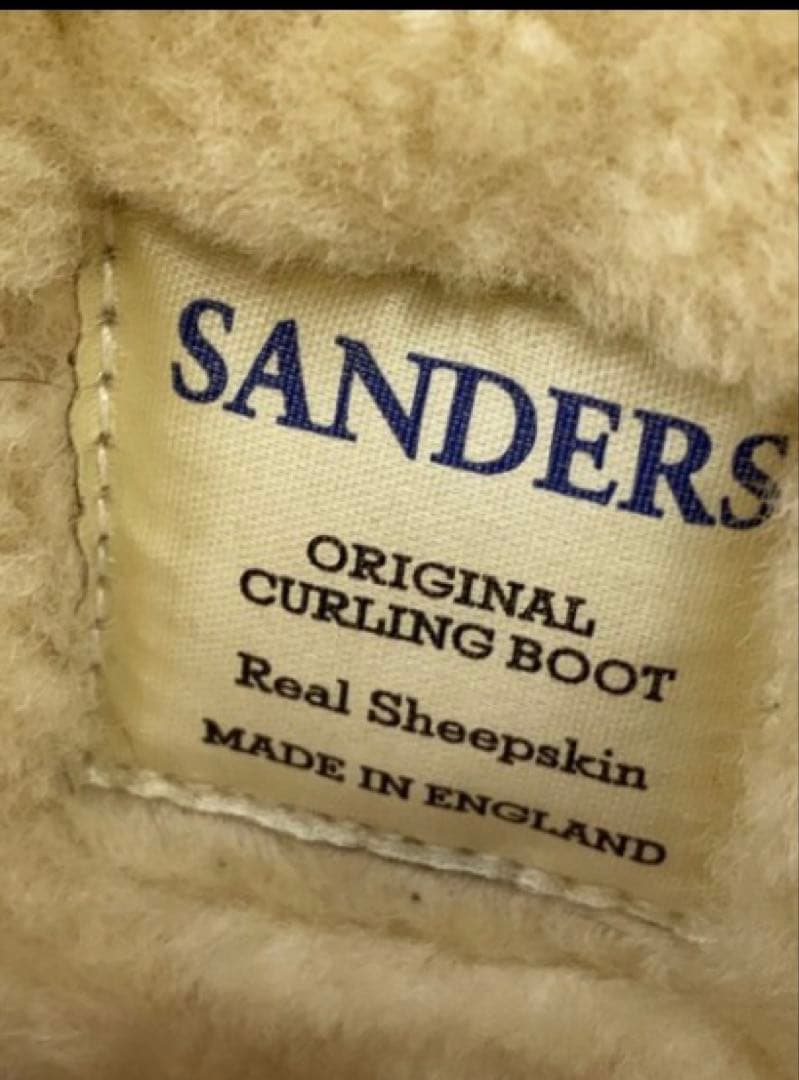 SANDERS
ORIGINAL
CURLING BOOT
Real Sheepskin
MADE IN ENGLAND